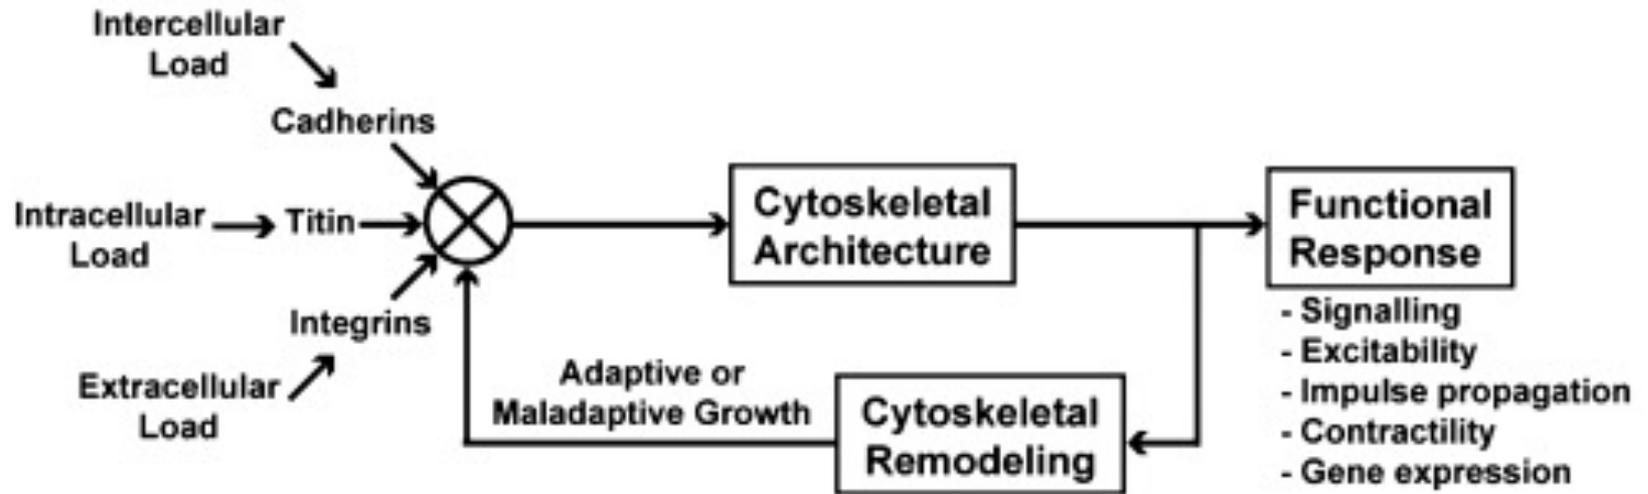 Intercellular
Load
Cadherins
Intracellular
Load
Titin
Integrins
Extracellular
Load
Cytoskeletal
Architecture
Functional
Response
- Signalling
- Excitability
- Impulse propagation
- Contractility
- Gene expression
Adaptive or
Maladaptive Growth
Cytoskeletal
Remodeling